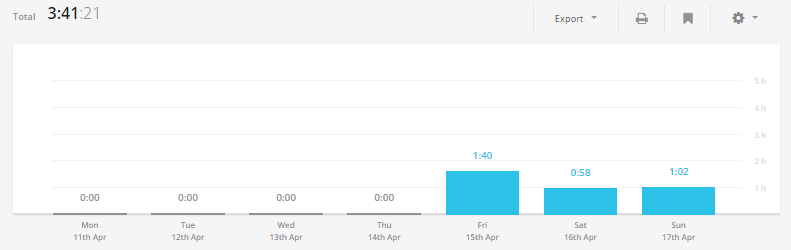 Total 3:41:21
Export
5 h
4 h
3 h
2 h
1 h
0:00 0:00 0:00 0:00 1:40 0:58 1:02
Mon Tue Wed Thu Fri Sat Sun
11th Apr 12th Apr 13th Apr 14th Apr 15th Apr 16th Apr 17th Apr